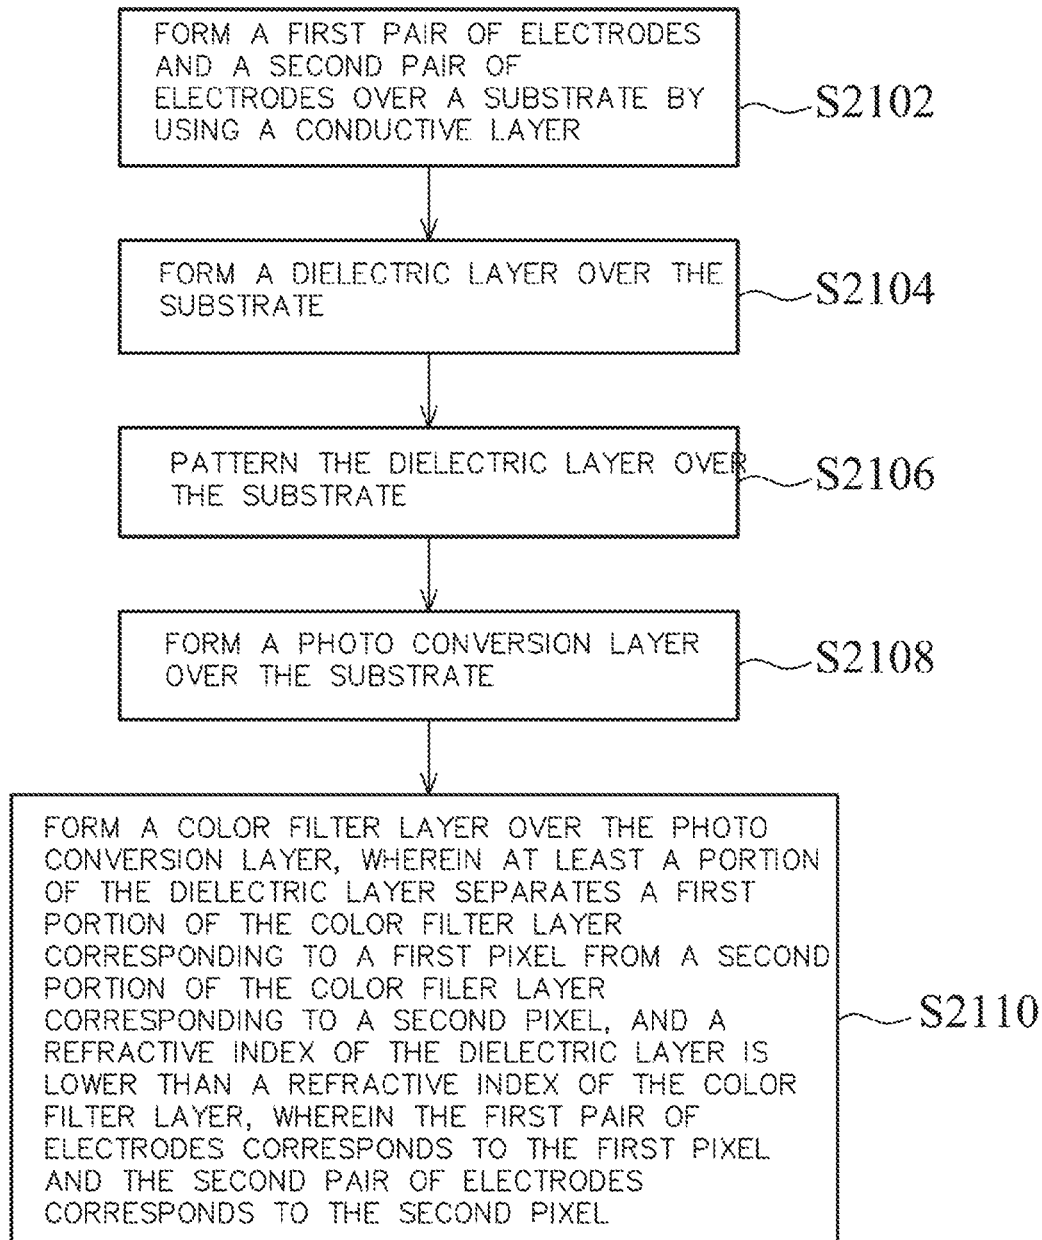 FORM A FIRST PAIR OF ELECTRODES
AND A SECOND PAIR OF
ELECTRODES OVER A SUBSTRATE BY
USING A CONDUCTIVE LAYER
S2102
FORM A DIELECTRIC LAYER OVER THE
SUBSTRATE
S2104
PATTERN THE DIELECTRIC LAYER OVER
THE SUBSTRATE
S2106
FORM A PHOTO CONVERSION LAYER
OVER THE SUBSTRATE
S2108
FORM A COLOR FILTER LAYER OVER THE PHOTO
CONVERSION LAYER, WHEREIN AT LEAST A PORTION
OF THE DIELECTRIC LAYER SEPARATES A FIRST
PORTION OF THE COLOR FILTER LAYER
CORRESPONDING TO A FIRST PIXEL FROM A SECOND
PORTION OF THE COLOR FILER LAYER
CORRESPONDING TO A SECOND PIXEL, AND A
REFRACTIVE INDEX OF THE DIELECTRIC LAYER IS
LOWER THAN A REFRACTIVE INDEX OF THE COLOR
FILTER LAYER, WHEREIN THE FIRST PAIR OF
ELECTRODES CORRESPONDS TO THE FIRST PIXEL
AND THE SECOND PAIR OF ELECTRODES
CORRESPONDS TO THE SECOND PIXEL
S2110